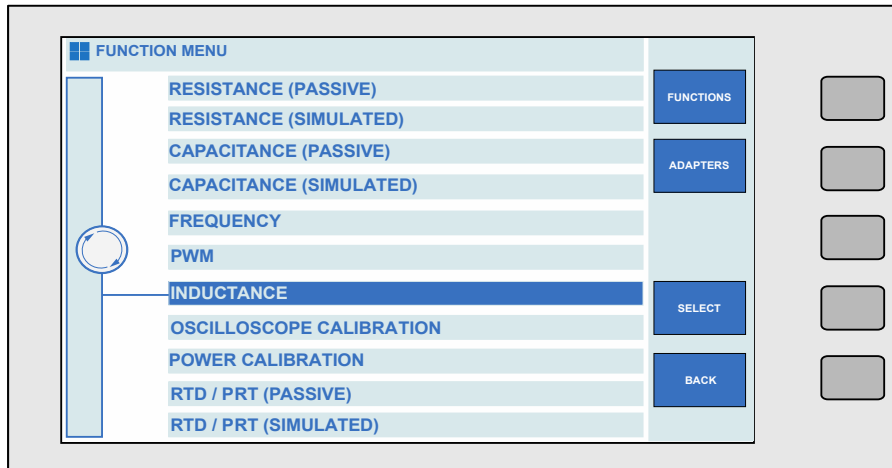 FUNCTION MENU
RESISTANCE (PASSIVE)
RESISTANCE (SIMULATED)
CAPACITANCE (PASSIVE)
CAPACITANCE (SIMULATED)
FREQUENCY
PWM
INDUCTANCE
OSCILLOSCOPE CALIBRATION
POWER CALIBRATION
RTD / PRT (PASSIVE)
RTD / PRT (SIMULATED)
FUNCTIONS
ADAPTERS
SELECT
BACK